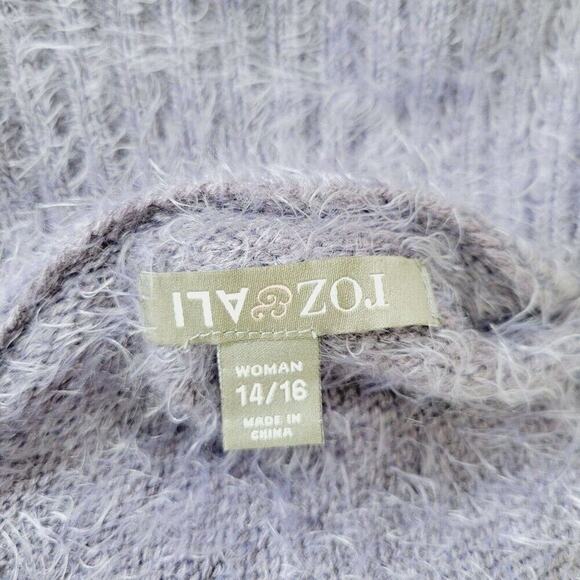 roz & ALI
WOMAN
14/16
MADE IN
CHINA